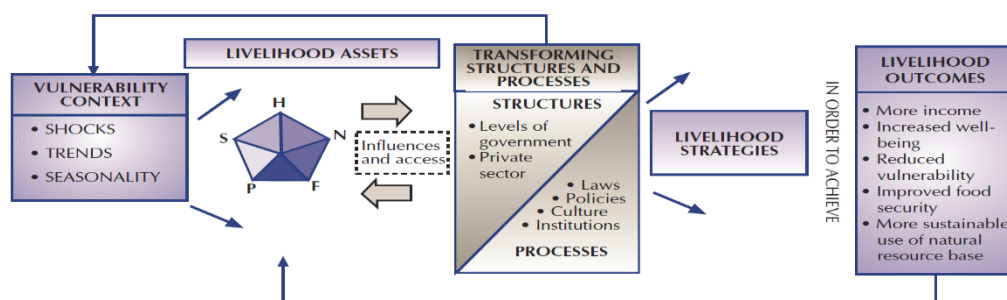 VULNERABILITY
CONTEXT
• SHOCKS
• TRENDS
• SEASONALITY
LIVELIHOOD ASSETS
H
S
N
P
F
Influences
and access
TRANSFORMING
STRUCTURES AND
PROCESSES
STRUCTURES
• Levels of
government
• Private
sector
• Laws
• Policies
• Culture
• Institutions
PROCESSES
LIVELIHOOD
STRATEGIES
IN ORDER TO ACHIEVE
LIVELIHOOD
OUTCOMES
• More income
• Increased well-
being
• Reduced
vulnerability
• Improved food
security
• More sustainable
use of natural
resource base